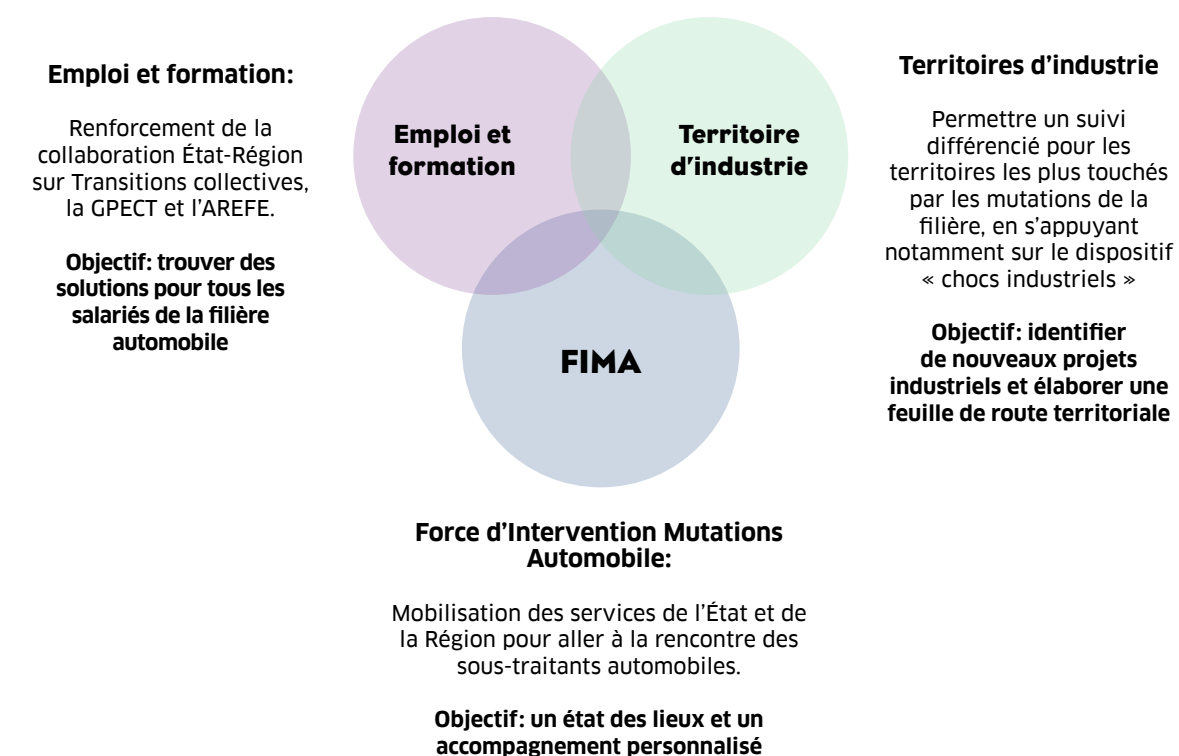 Emploi et formation:
Renforcement de la
collaboration État-Région
sur Transitions collectives,
la GPECT et l'AREFE.
Objectif: trouver des
solutions pour tous les
salariés de la filière
automobile
Emploi et
formation
Territoire
d'industrie
FIMA
Territoires d'industrie
Permettre un suivi
différencié pour les
territoires les plus touchés
par les mutations de la
filière, en s'appuyant
notamment sur le dispositif
« chocs industriels »
Objectif: identifier
de nouveaux projets
industriels et élaborer une
feuille de route territoriale
Force d'Intervention Mutations
Automobile:
Mobilisation des services de l'État et de
la Région pour aller à la rencontre des
sous-traitants automobiles.
Objectif: un état des lieux et un
accompagnement personnalisé